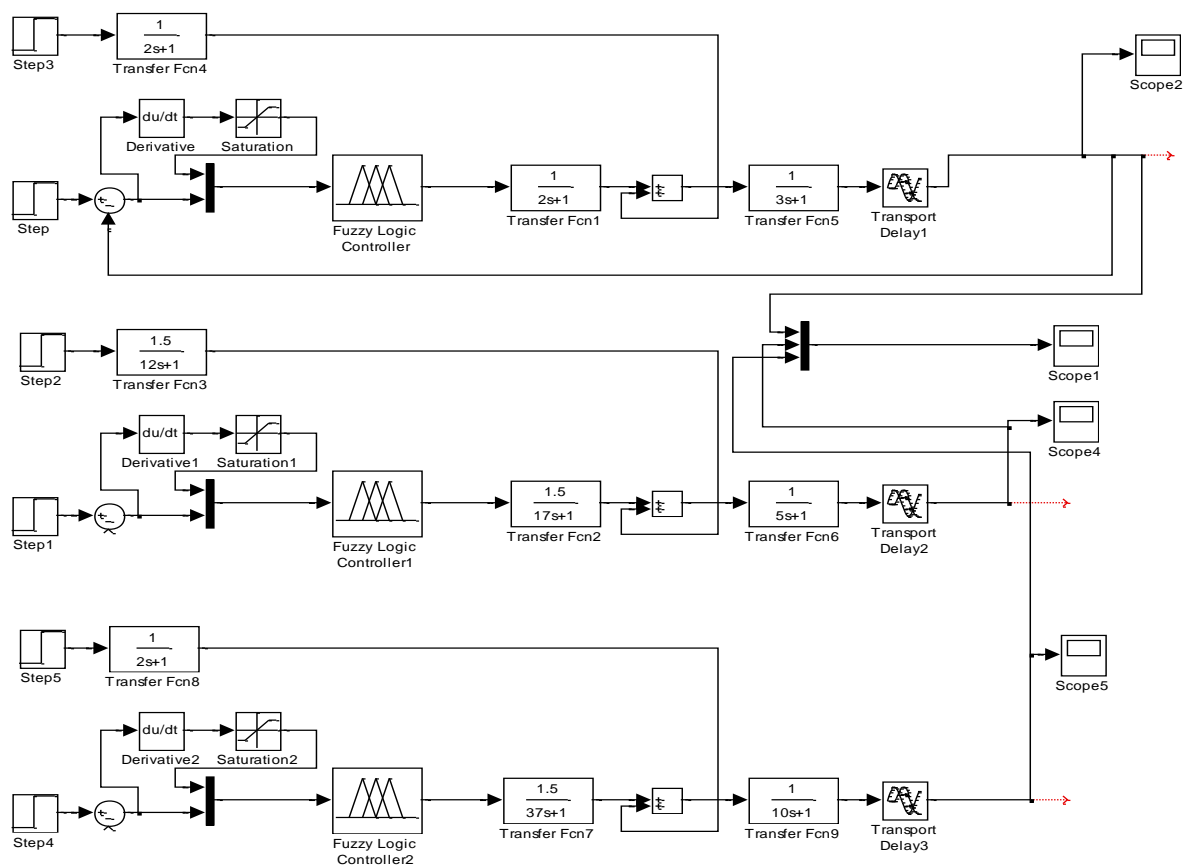 1
2s+1
Step3
Transfer Fcn4
Scope2
du/dt
Derivative
Saturation
1
2s+1
1
3s+1
Step
Fuzzy Logic
Controller
Transfer Fcn1
Transfer Fcn5
Transport
Delay1
1.5
12s+1
Step2
Transfer Fcn3
Scope1
du/dt
Derivative1
Saturation1
Scope4
1.5
17s+1
1
5s+1
Step1
Fuzzy Logic
Controller1
Transfer Fcn2
Transfer Fcn6
Transport
Delay2
1
2s+1
Step5
Transfer Fcn8
Scope5
du/dt
Derivative2
Saturation2
1.5
37s+1
1
10s+1
Step4
Fuzzy Logic
Controller2
Transfer Fcn7
Transfer Fcn9
Transport
Delay3